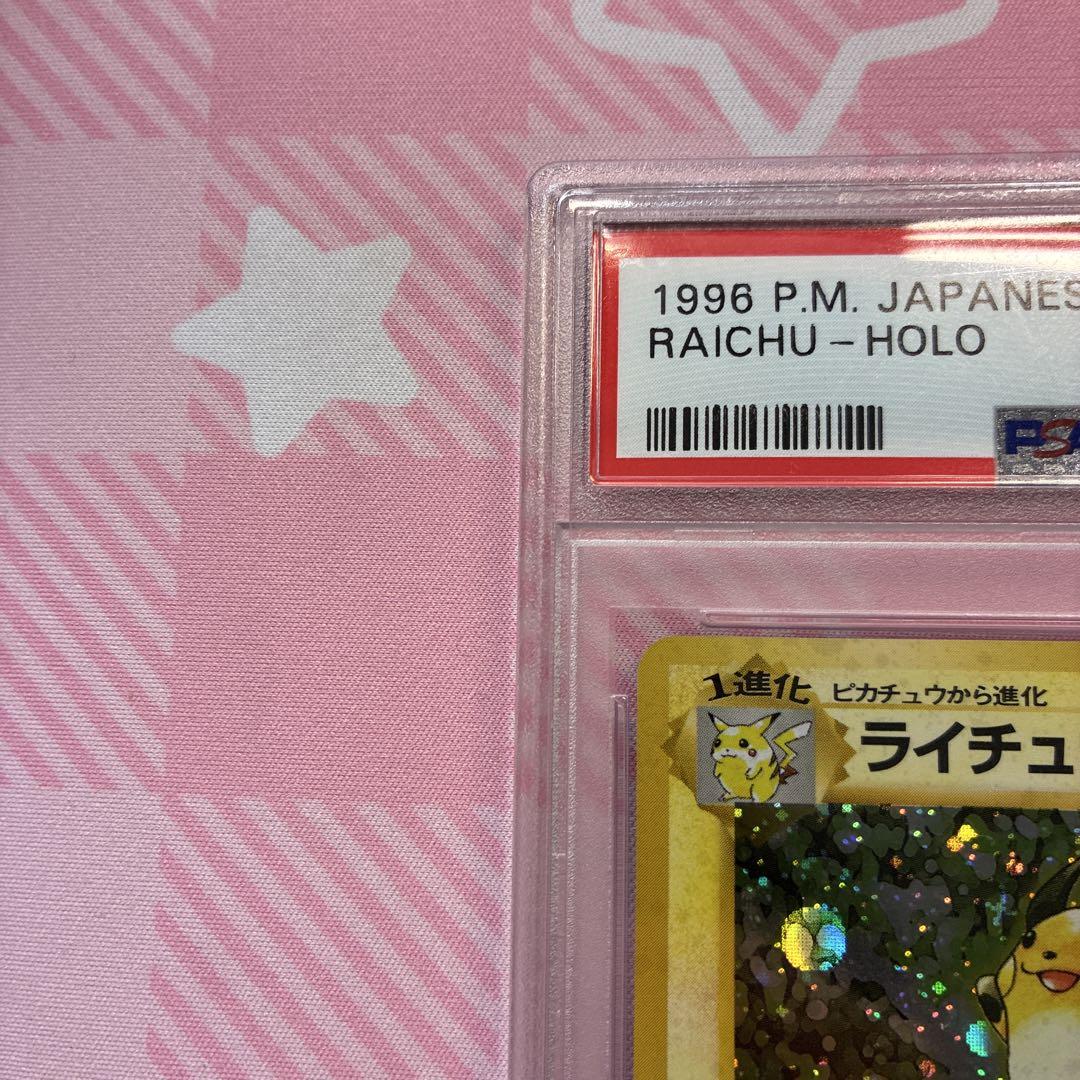 1996 P.M. JAPANES
RAICHU - HOLO
PSA
1進化 ピカチュウから進化
ライチュ